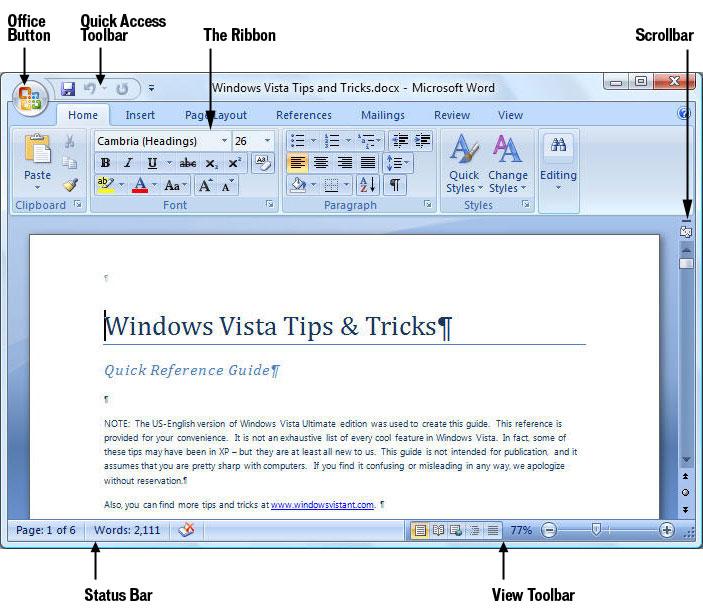 Office
Button
Quick Access
Toolbar
The Ribbon
Scrollbar
Windows Vista Tips and Tricks.docx - Microsoft Word
Home Insert Page Layout References Mailings Review View
Cambria (Headings) 26
Paste
B I U abc x₂ x²
ab A Aa A A
Quick
Styles
Change
Styles
Editing
Clipboard Font Paragraph Styles
¶
Windows Vista Tips & Tricks¶
Quick Reference Guide¶
¶
NOTE: The US-English version of Windows Vista Ultimate edition was used to create this guide. This reference is
provided for your convenience. It is not an exhaustive list of every cool feature in Windows Vista. In fact, some of
these tips may have been in XP – but they are at least all new to us. This guide is not intended for publication, and it
assumes that you are pretty sharp with computers. If you find it confusing or misleading in any way, we apologize
without reservation.¶
Also, you can find more tips and tricks at www.windowsvistant.com. ¶
Page: 1 of 6 Words: 2,111 77%
Status Bar
View Toolbar